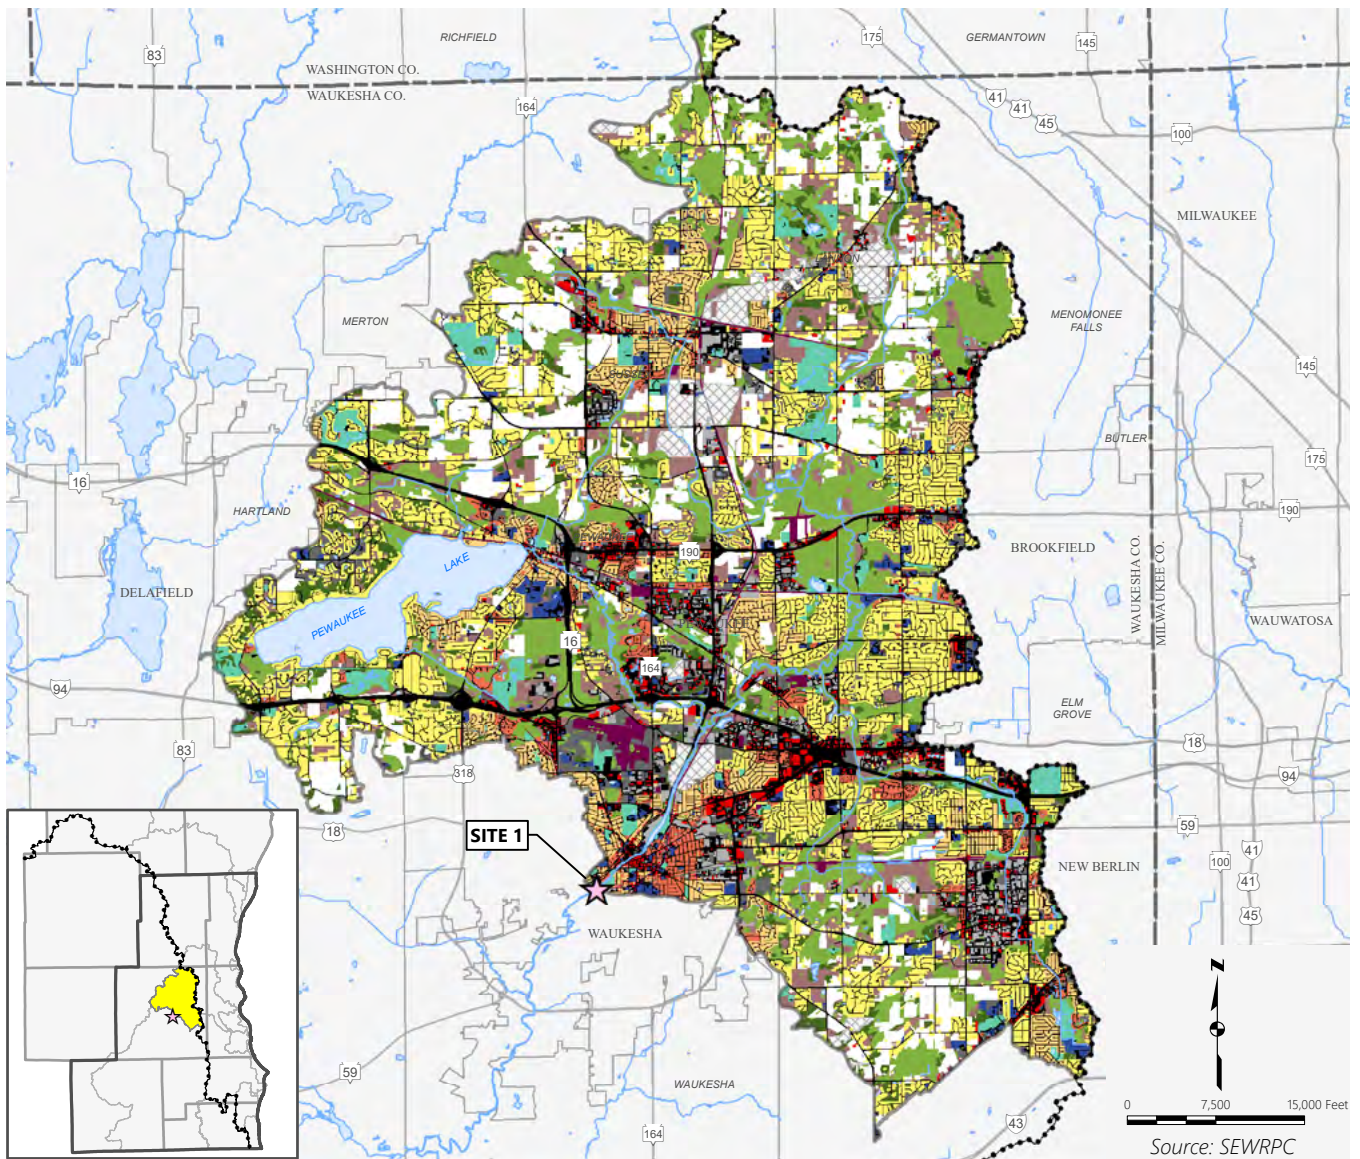 RICHFIELD
175
GERMANTOWN
145
83
WASHINGTON CO.
WAUKESHA CO.
164
41
41
45
100
MILWAUKEE
MERTON
MENOMONEE
FALLS
145
BUTLER
175
16
HARTLAND
190
190
BROOKFIELD
WAUKESHA CO.
MILWAUKEE CO.
LAKE
PEWAUKEE
DELAFIELD
WAUWATOSA
16
164
94
ELM
GROVE
83
318
18
94
18
SITE 1
59
100
41
41
45
NEW BERLIN
WAUKESHA
59
WAUKESHA
164
43
N
0
7,500
15,000 Feet
Source: SEWRPC